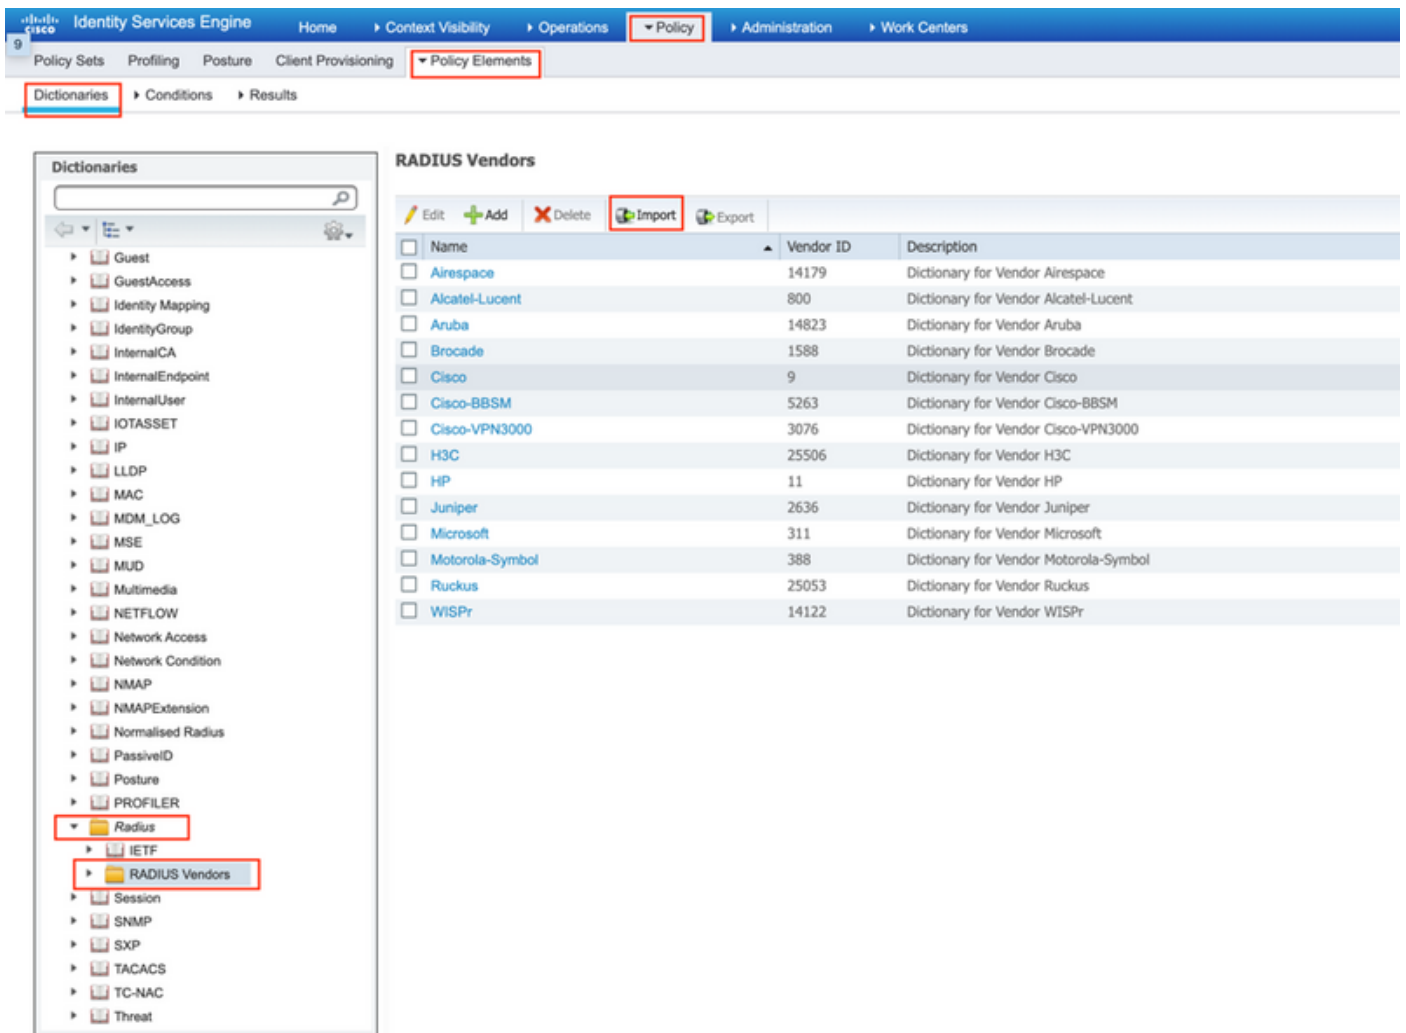 cisco Identity Services Engine Home Context Visibility Operations Policy Administration Work Centers
9
Policy Sets Profiling Posture Client Provisioning Policy Elements
Dictionaries Conditions Results
Dictionaries
Guest
GuestAccess
Identity Mapping
IdentityGroup
InternalCA
InternalEndpoint
InternalUser
IOTASSET
IP
LLDP
MAC
MDM_LOG
MSE
MUD
Multimedia
NETFLOW
Network Access
Network Condition
NMAP
NMAPExtension
Normalised Radius
PassiveID
Posture
PROFILER
Radius
IETF
RADIUS Vendors
Session
SNMP
SXP
TACACS
TC-NAC
Threat
RADIUS Vendors
Edit Add Delete Import Export
Name Vendor ID Description
Airespace 14179 Dictionary for Vendor Airespace
Alcatel-Lucent 800 Dictionary for Vendor Alcatel-Lucent
Aruba 14823 Dictionary for Vendor Aruba
Brocade 1588 Dictionary for Vendor Brocade
Cisco 9 Dictionary for Vendor Cisco
Cisco-BBSM 5263 Dictionary for Vendor Cisco-BBSM
Cisco-VPN3000 3076 Dictionary for Vendor Cisco-VPN3000
H3C 25506 Dictionary for Vendor H3C
HP 11 Dictionary for Vendor HP
Juniper 2636 Dictionary for Vendor Juniper
Microsoft 311 Dictionary for Vendor Microsoft
Motorola-Symbol 388 Dictionary for Vendor Motorola-Symbol
Ruckus 25053 Dictionary for Vendor Ruckus
WISPr 14122 Dictionary for Vendor WISPr